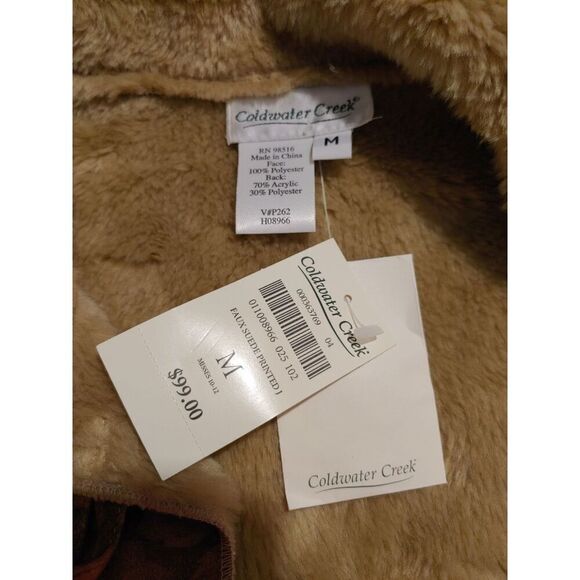 Coldwater Creek®
M
RN 98516
Made in China
Face:
100% Polyester
Back:
70% Acrylic
30% Polyester
V#P262
H08966
Coldwater Creek®
000363769 04
011008966 025 102
FAUX SUEDE PRINTED J
M
MISSES 10-12
$99.00
Coldwater Creek®